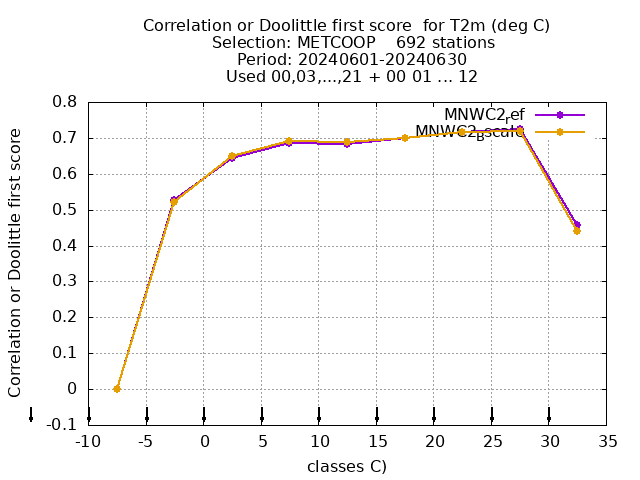 Correlation or Doolittle first score  for T2m (deg C)
Selection: METCOOP    692 stations
Period: 20240601-20240630
Used 00,03,...,21 + 00 01 ... 12
Correlation or Doolittle first score
0.8
0.7
0.6
0.5
0.4
0.3
0.2
0.1
0
-0.1
MNWC2_ref
MNWC2_Bscale
-10 -5 0 5 10 15 20 25 30 35
classes C)